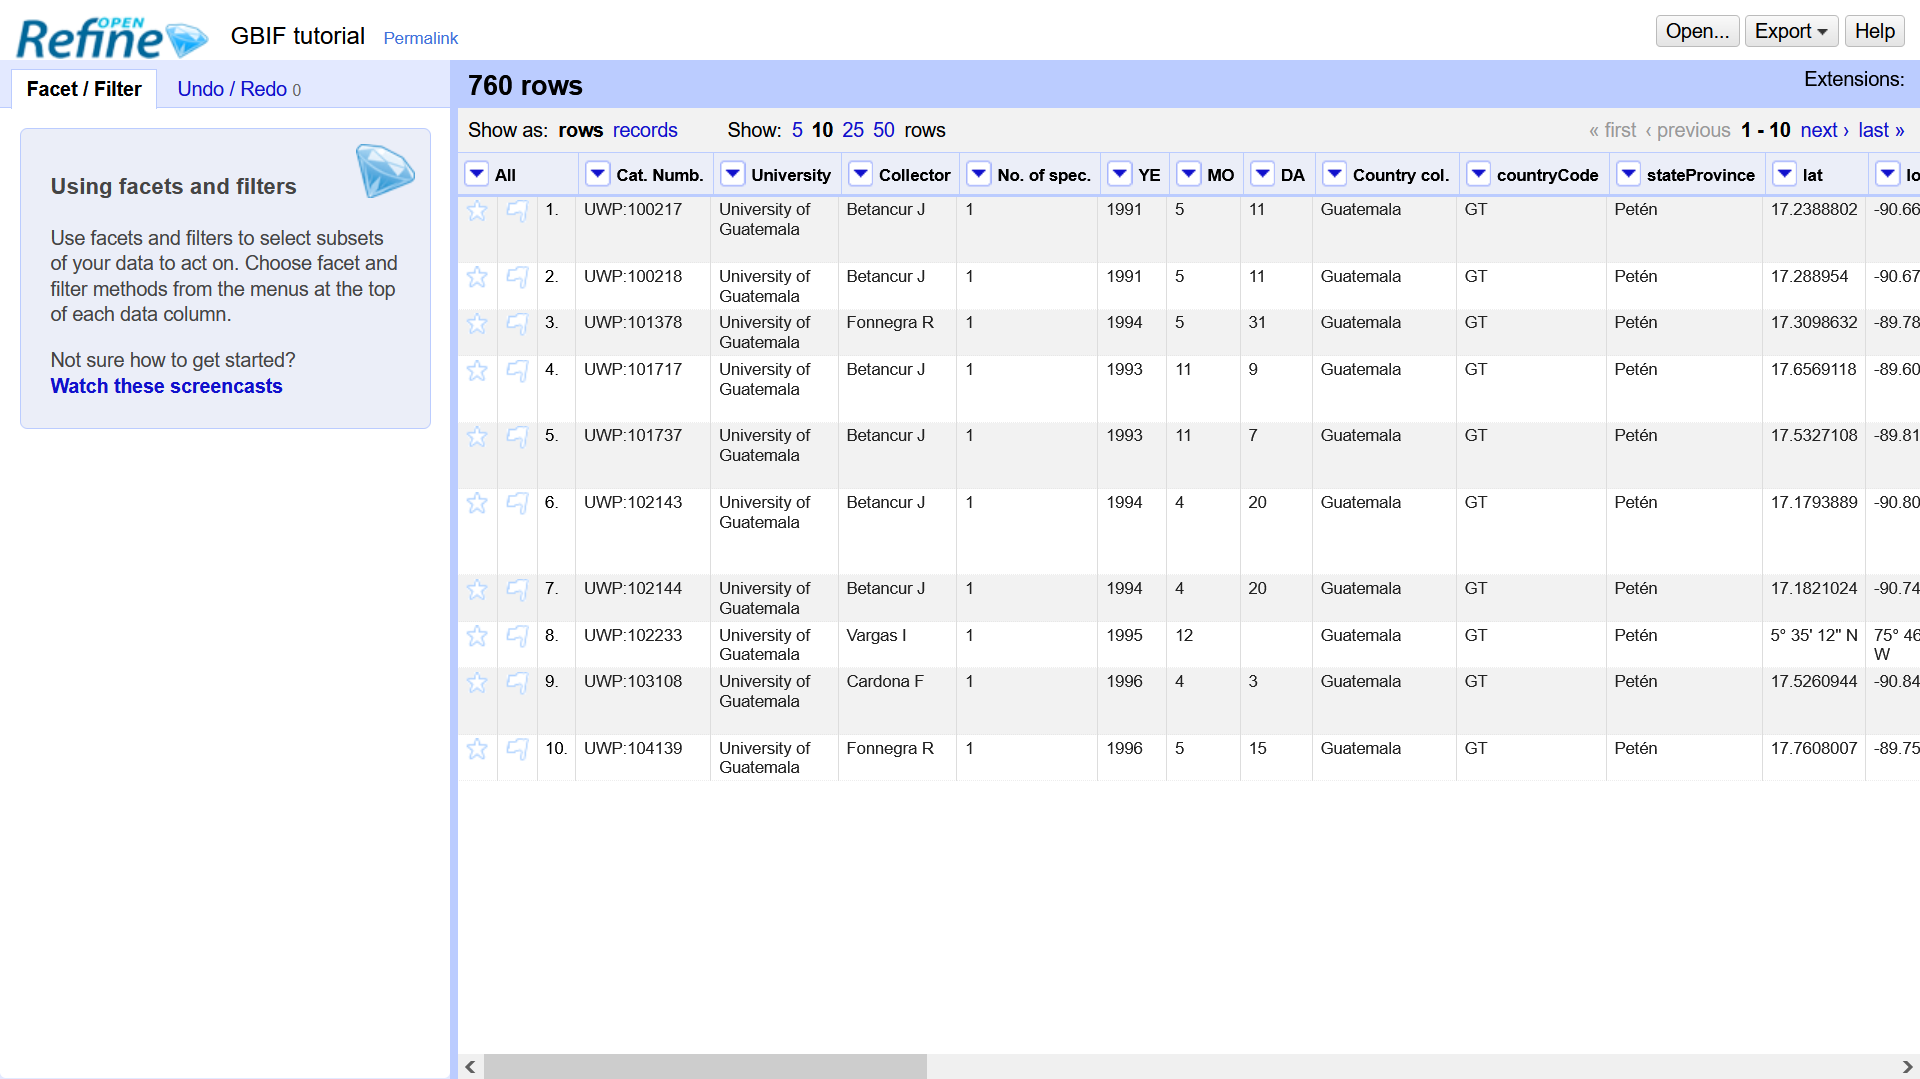 OPEN
Refine
GBIF tutorial Permalink
Open... Export Help
Facet / Filter Undo / Redo 0
760 rows
Extensions:
Using facets and filters
Use facets and filters to select subsets
of your data to act on. Choose facet and
filter methods from the menus at the top
of each data column.
Not sure how to get started?
Watch these screencasts
Show as: rows records Show: 5 10 25 50 rows
« first ‹ previous 1 - 10 next › last »
All Cat. Numb. University Collector No. of spec. YE MO DA Country col. countryCode stateProvince lat lo
1. UWP:100217 University of Guatemala Betancur J 1 1991 5 11 Guatemala GT Petén 17.2388802 -90.66
2. UWP:100218 University of Guatemala Betancur J 1 1991 5 11 Guatemala GT Petén 17.288954 -90.67
3. UWP:101378 University of Guatemala Fonnegra R 1 1994 5 31 Guatemala GT Petén 17.3098632 -89.78
4. UWP:101717 University of Guatemala Betancur J 1 1993 11 9 Guatemala GT Petén 17.6569118 -89.60
5. UWP:101737 University of Guatemala Betancur J 1 1993 11 7 Guatemala GT Petén 17.5327108 -89.81
6. UWP:102143 University of Guatemala Betancur J 1 1994 4 20 Guatemala GT Petén 17.1793889 -90.80
7. UWP:102144 University of Guatemala Betancur J 1 1994 4 20 Guatemala GT Petén 17.1821024 -90.74
8. UWP:102233 University of Guatemala Vargas I 1 1995 12 Guatemala GT Petén 5° 35' 12" N 75° 46 W
9. UWP:103108 University of Guatemala Cardona F 1 1996 4 3 Guatemala GT Petén 17.5260944 -90.84
10. UWP:104139 University of Guatemala Fonnegra R 1 1996 5 15 Guatemala GT Petén 17.7608007 -89.75